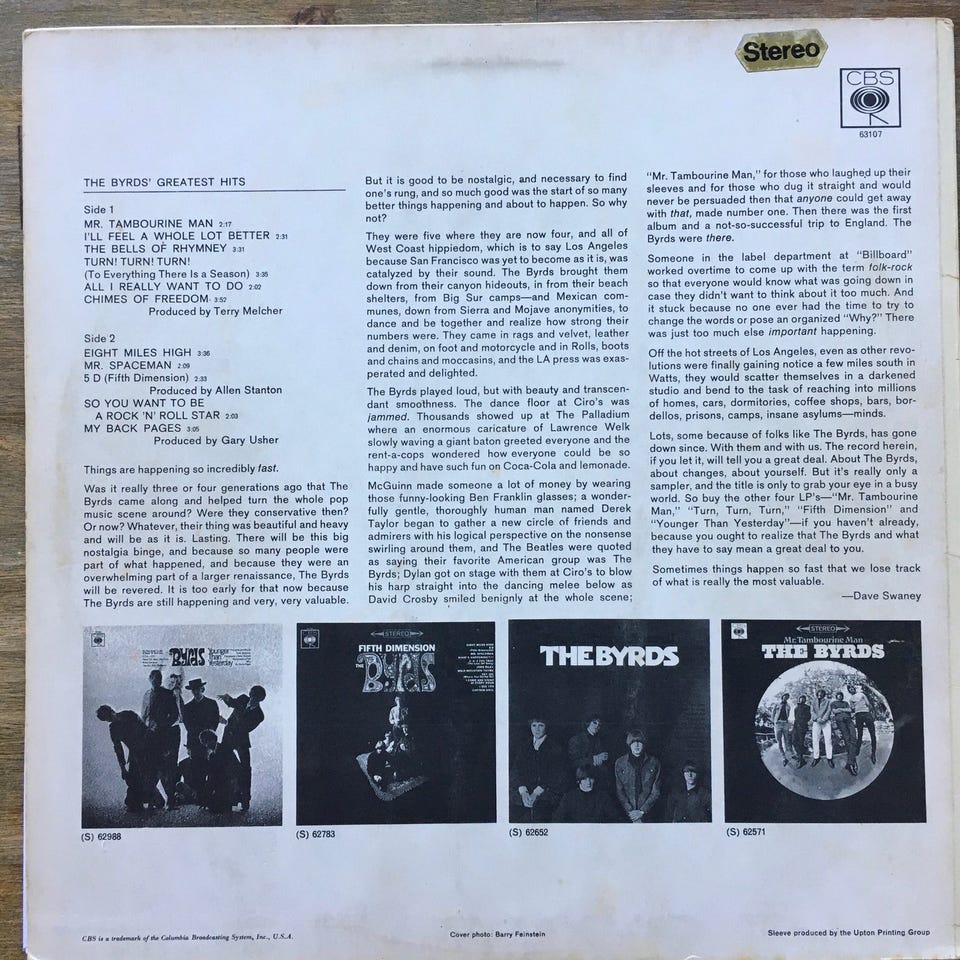 Stereo
CBS
63107
THE BYRDS' GREATEST HITS
Side 1
MR. TAMBOURINE MAN 2:17
I'LL FEEL A WHOLE LOT BETTER 2:31
THE BELLS OF RHYMNEY 3:31
TURN! TURN! TURN!
(To Everything There Is a Season) 3:35
ALL I REALLY WANT TO DO 2:02
CHIMES OF FREEDOM 3:52
Produced by Terry Melcher
Side 2
EIGHT MILES HIGH 3:36
MR. SPACEMAN 2:09
5 D (Fifth Dimension) 2:33
Produced by Allen Stanton
SO YOU WANT TO BE
A ROCK 'N' ROLL STAR 2:03
MY BACK PAGES 3:05
Produced by Gary Usher
Things are happening so incredibly fast.
Was it really three or four generations ago that The
Byrds came along and helped turn the whole pop
music scene around? Were they conservative then?
Or now? Whatever, their thing was beautiful and heavy
and will be as it is. Lasting. There will be this big
nostalgia binge, and because so many people were
part of what happened, and because they were an
overwhelming part of a larger renaissance, The Byrds
will be revered. It is too early for that now because
The Byrds are still happening and very, very valuable.
But it is good to be nostalgic, and necessary to find
one's rung, and so much good was the start of so many
better things happening and about to happen. So why
not?
They were five where they are now four, and all of
West Coast hippiedom, which is to say Los Angeles
because San Francisco was yet to become as it is, was
catalyzed by their sound. The Byrds brought them
down from their canyon hideouts, in from their beach
shelters, from Big Sur camps—and Mexican com-
munes, down from Sierra and Mojave anonymities, to
dance and be together and realize how strong their
numbers were. They came in rags and velvet, leather
and denim, on foot and motorcycle and in Rolls, boots
and chains and moccasins, and the LA press was exas-
perated and delighted.
The Byrds played loud, but with beauty and transcen-
dant smoothness. The dance floor at Ciro's was
jammed. Thousands showed up at The Palladium
where an enormous caricature of Lawrence Welk
slowly waving a giant baton greeted everyone and the
rent-a-cops wondered how everyone could be so
happy and have such fun on Coca-Cola and lemonade.
McGuinn made someone a lot of money by wearing
those funny-looking Ben Franklin glasses; a wonder-
fully gentle, thoroughly human man named Derek
Taylor began to gather a new circle of friends and
admirers with his logical perspective on the nonsense
swirling around them, and The Beatles were quoted
as saying their favorite American group was The
Byrds; Dylan got on stage with them at Ciro's to blow
his harp straight into the dancing melee below as
David Crosby smiled benignly at the whole scene;
"Mr. Tambourine Man," for those who laughed up their
sleeves and for those who dug it straight and would
never be persuaded then that anyone could get away
with that, made number one. Then there was the first
album and a not-so-successful trip to England. The
Byrds were there.
Someone in the label department at "Billboard"
worked overtime to come up with the term folk-rock
so that everyone would know what was going down in
case they didn't want to think about it too much. And
it stuck because no one ever had the time to try to
change the words or pose an organized "Why?" There
was just too much else important happening.
Off the hot streets of Los Angeles, even as other revo-
lutions were finally gaining notice a few miles south in
Watts, they would scatter themselves in a darkened
studio and bend to the task of reaching into millions
of homes, cars, dormitories, coffee shops, bars, bor-
dellos, prisons, camps, insane asylums—minds.
Lots, some because of folks like The Byrds, has gone
down since. With them and with us. The record herein,
if you let it, will tell you a great deal. About The Byrds,
about changes, about yourself. But it's really only a
sampler, and the title is only to grab your eye in a busy
world. So buy the other four LP's—"Mr. Tambourine
Man," "Turn, Turn, Turn," "Fifth Dimension" and
"Younger Than Yesterday"—if you haven't already,
because you ought to realize that The Byrds and what
they have to say mean a great deal to you.
Sometimes things happen so fast that we lose track
of what is really the most valuable.
—Dave Swaney
BYRDS
Younger
Than
Yesterday
(S) 62988
STEREO
FIFTH DIMENSION
THE BYRDS
(S) 62783
THE BYRDS
(S) 62652
STEREO
Mr. Tambourine Man
THE BYRDS
(S) 62571
CBS is a trademark of the Columbia Broadcasting System, Inc., U.S.A.
Cover photo: Barry Feinstein
Sleeve produced by the Upton Printing Group